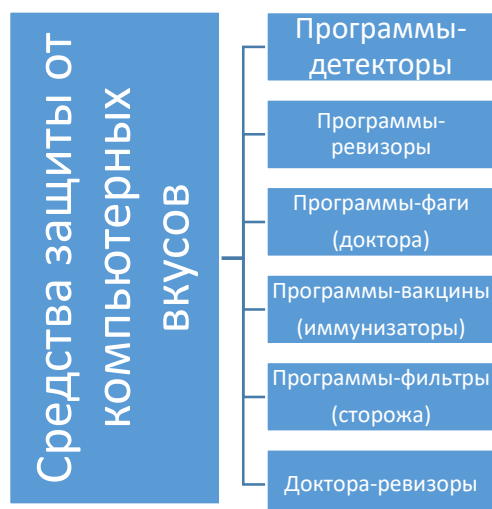 Средства защиты от
компьютерных
вкусов
Программы-
детекторы
Программы-
ревизоры
Программы-фаги
(доктора)
Программы-вакцины
(иммунизаторы)
Программы-фильтры
(сторожа)
Доктора-ревизоры